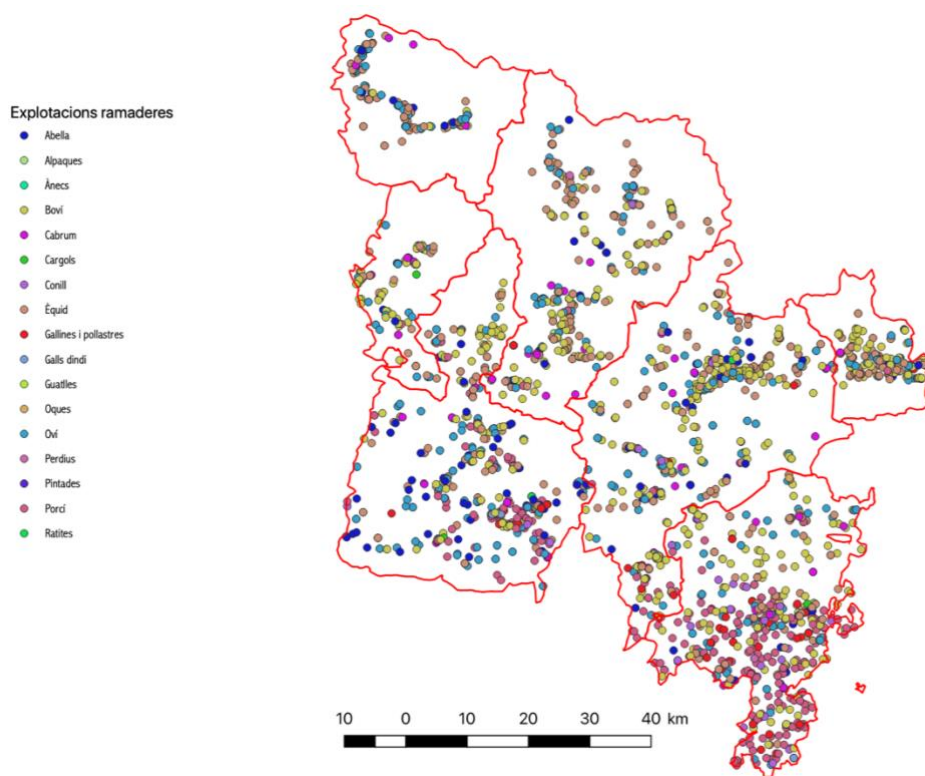 Explotacions ramaderes
Abella
Alpaques
Ànecs
Boví
Cabrum
Cargols
Conill
Èquid
Gallines i pollastres
Galls dindi
Guatlles
Oques
Oví
Perdius
Pintades
Porcí
Ratites
10 0 10 20 30 40 km